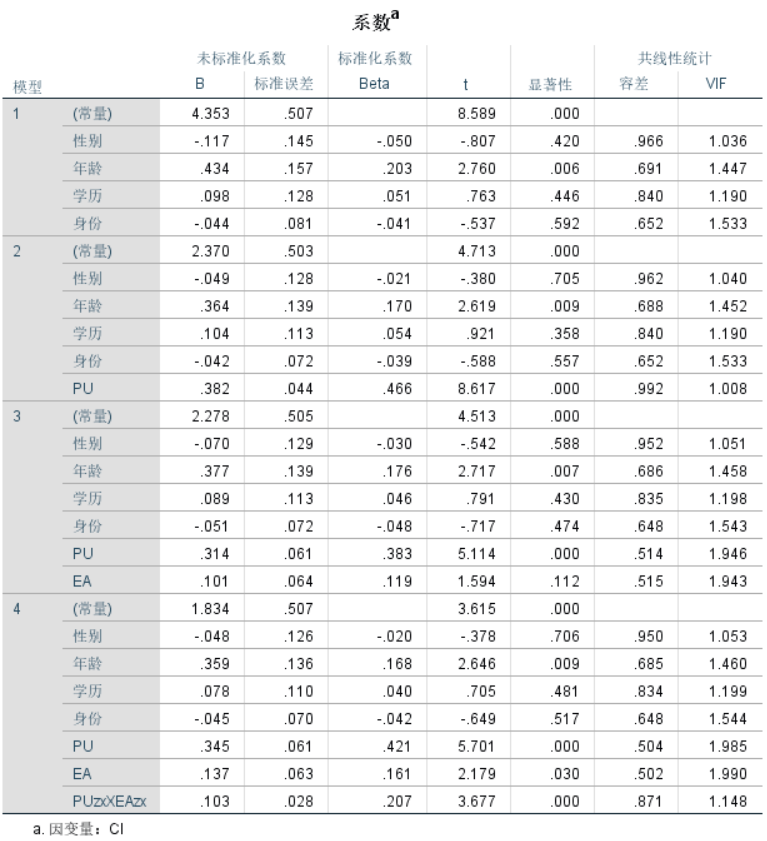 系数a
未标准化系数 标准化系数 共线性统计
模型 B 标准误差 Beta t 显著性 容差 VIF
1 (常量) 4.353 .507 8.589 .000
性别 -.117 .145 -.050 -.807 .420 .966 1.036
年龄 .434 .157 .203 2.760 .006 .691 1.447
学历 .098 .128 .051 .763 .446 .840 1.190
身份 -.044 .081 -.041 -.537 .592 .652 1.533
2 (常量) 2.370 .503 4.713 .000
性别 -.049 .128 -.021 -.380 .705 .962 1.040
年龄 .364 .139 .170 2.619 .009 .688 1.452
学历 .104 .113 .054 .921 .358 .840 1.190
身份 -.042 .072 -.039 -.588 .557 .652 1.533
PU .382 .044 .466 8.617 .000 .992 1.008
3 (常量) 2.278 .505 4.513 .000
性别 -.070 .129 -.030 -.542 .588 .952 1.051
年龄 .377 .139 .176 2.717 .007 .686 1.458
学历 .089 .113 .046 .791 .430 .835 1.198
身份 -.051 .072 -.048 -.717 .474 .648 1.543
PU .314 .061 .383 5.114 .000 .514 1.946
EA .101 .064 .119 1.594 .112 .515 1.943
4 (常量) 1.834 .507 3.615 .000
性别 -.048 .126 -.020 -.378 .706 .950 1.053
年龄 .359 .136 .168 2.646 .009 .685 1.460
学历 .078 .110 .040 .705 .481 .834 1.199
身份 -.045 .070 -.042 -.649 .517 .648 1.544
PU .345 .061 .421 5.701 .000 .504 1.985
EA .137 .063 .161 2.179 .030 .502 1.990
PUzxXEAzx .103 .028 .207 3.677 .000 .871 1.148
a. 因变量：CI